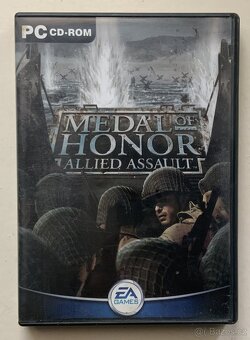 PC CD-ROM
MEDAL OF
HONOR
ALLIED ASSAULT
EA
GAMES